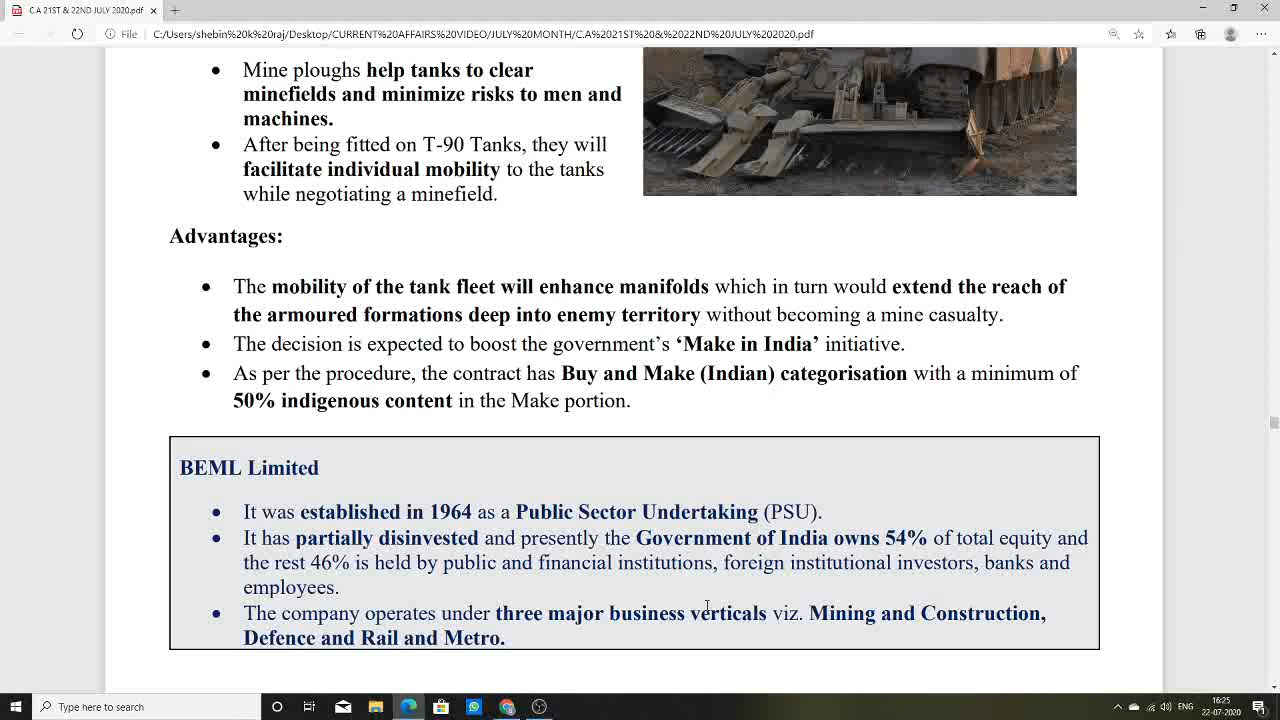 C.A 21ST & 22ND JULY 2020.pdf
File
C:/Users/shebin%20k%20raj/Desktop/CURRENT%20AFFAIRS%20VIDEO/JULY%20MONTH/C.A%2021ST%20&%2022ND%20JULY%202020.pdf
• Mine ploughs help tanks to clear
minefields and minimize risks to men and
machines.
• After being fitted on T-90 Tanks, they will
facilitate individual mobility to the tanks
while negotiating a minefield.
Advantages:
• The mobility of the tank fleet will enhance manifolds which in turn would extend the reach of
the armoured formations deep into enemy territory without becoming a mine casualty.
• The decision is expected to boost the government’s ‘Make in India’ initiative.
• As per the procedure, the contract has Buy and Make (Indian) categorisation with a minimum of
50% indigenous content in the Make portion.
BEML Limited
• It was established in 1964 as a Public Sector Undertaking (PSU).
• It has partially disinvested and presently the Government of India owns 54% of total equity and
the rest 46% is held by public and financial institutions, foreign institutional investors, banks and
employees.
• The company operates under three major business verticals viz. Mining and Construction,
Defence and Rail and Metro.
Type here to search
16:25
22-07-2020